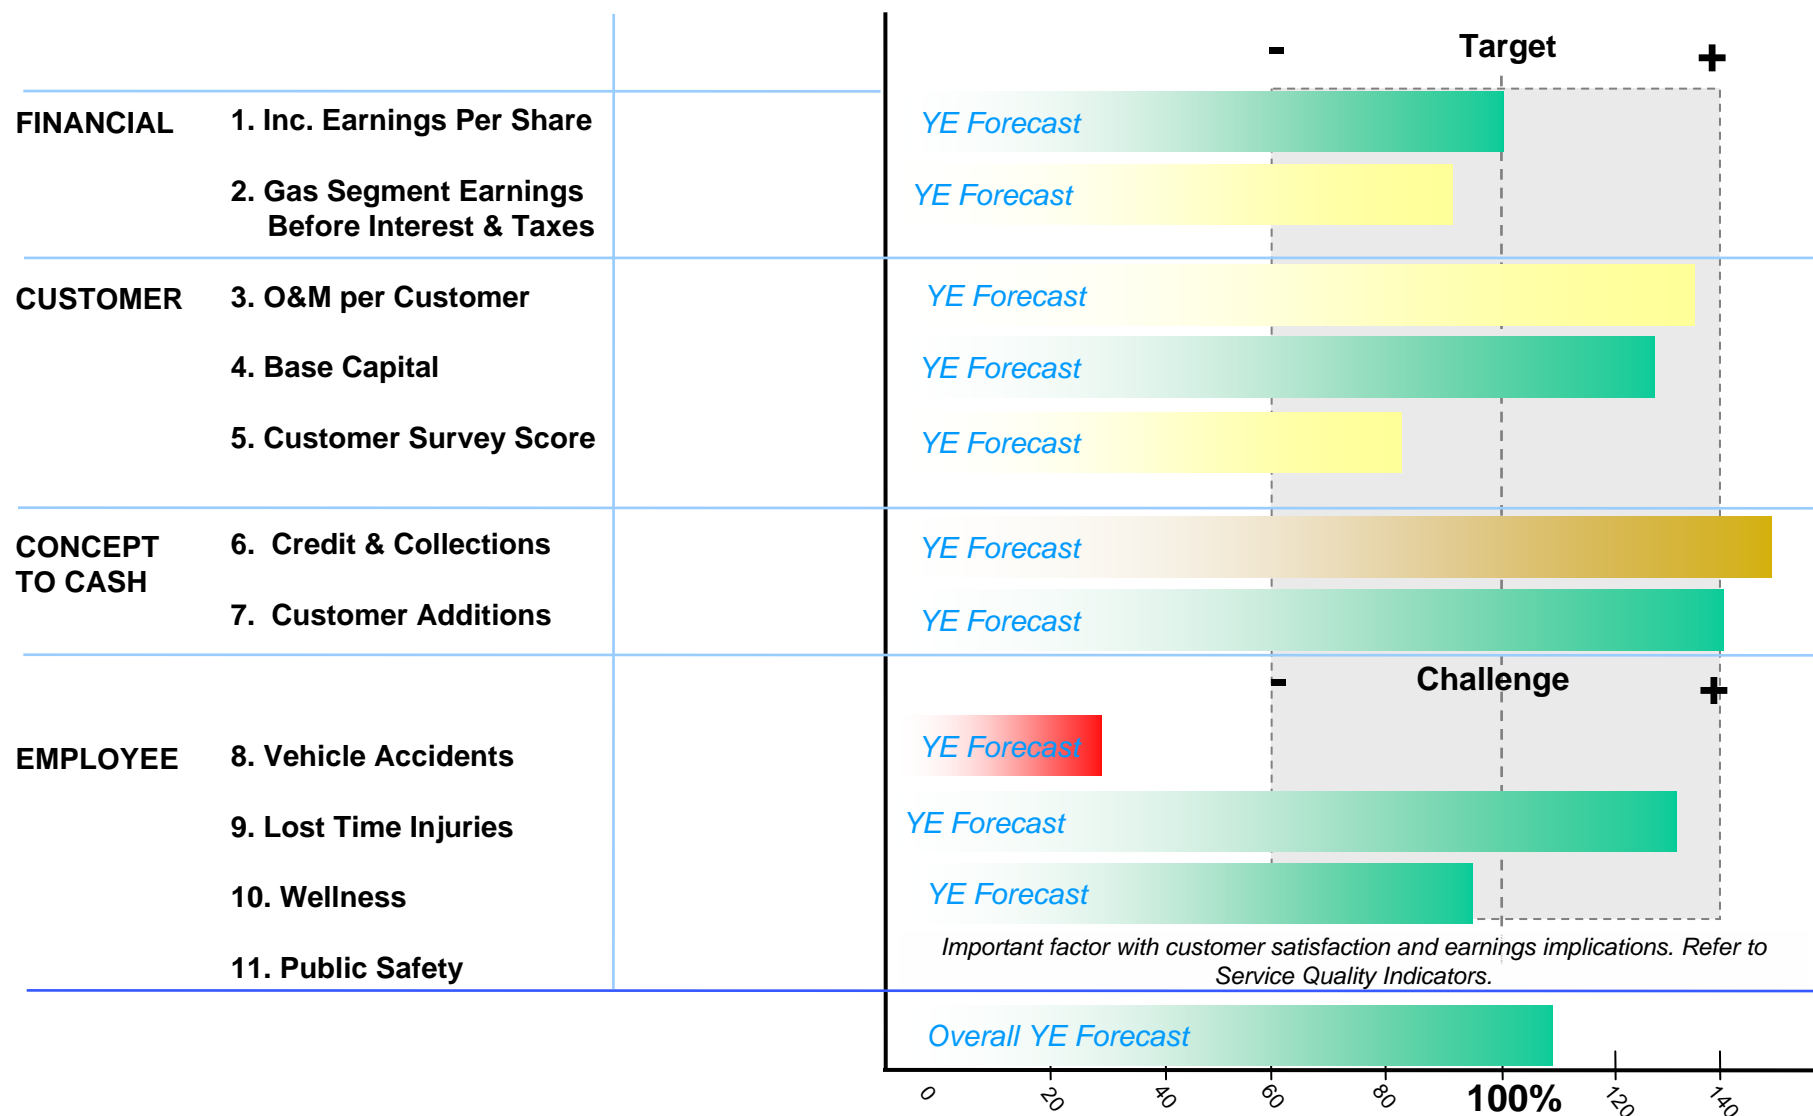 - Target +
FINANCIAL 1. Inc. Earnings Per Share YE Forecast
2. Gas Segment Earnings YE Forecast
Before Interest & Taxes
CUSTOMER 3. O&M per Customer YE Forecast
4. Base Capital YE Forecast
5. Customer Survey Score YE Forecast
CONCEPT 6. Credit & Collections YE Forecast
TO CASH
7. Customer Additions YE Forecast
- Challenge +
EMPLOYEE 8. Vehicle Accidents YE Forecast
9. Lost Time Injuries YE Forecast
10. Wellness YE Forecast
11. Public Safety Important factor with customer satisfaction and earnings implications. Refer to
Service Quality Indicators.
Overall YE Forecast
0 20 40 60 80 100% 120 140